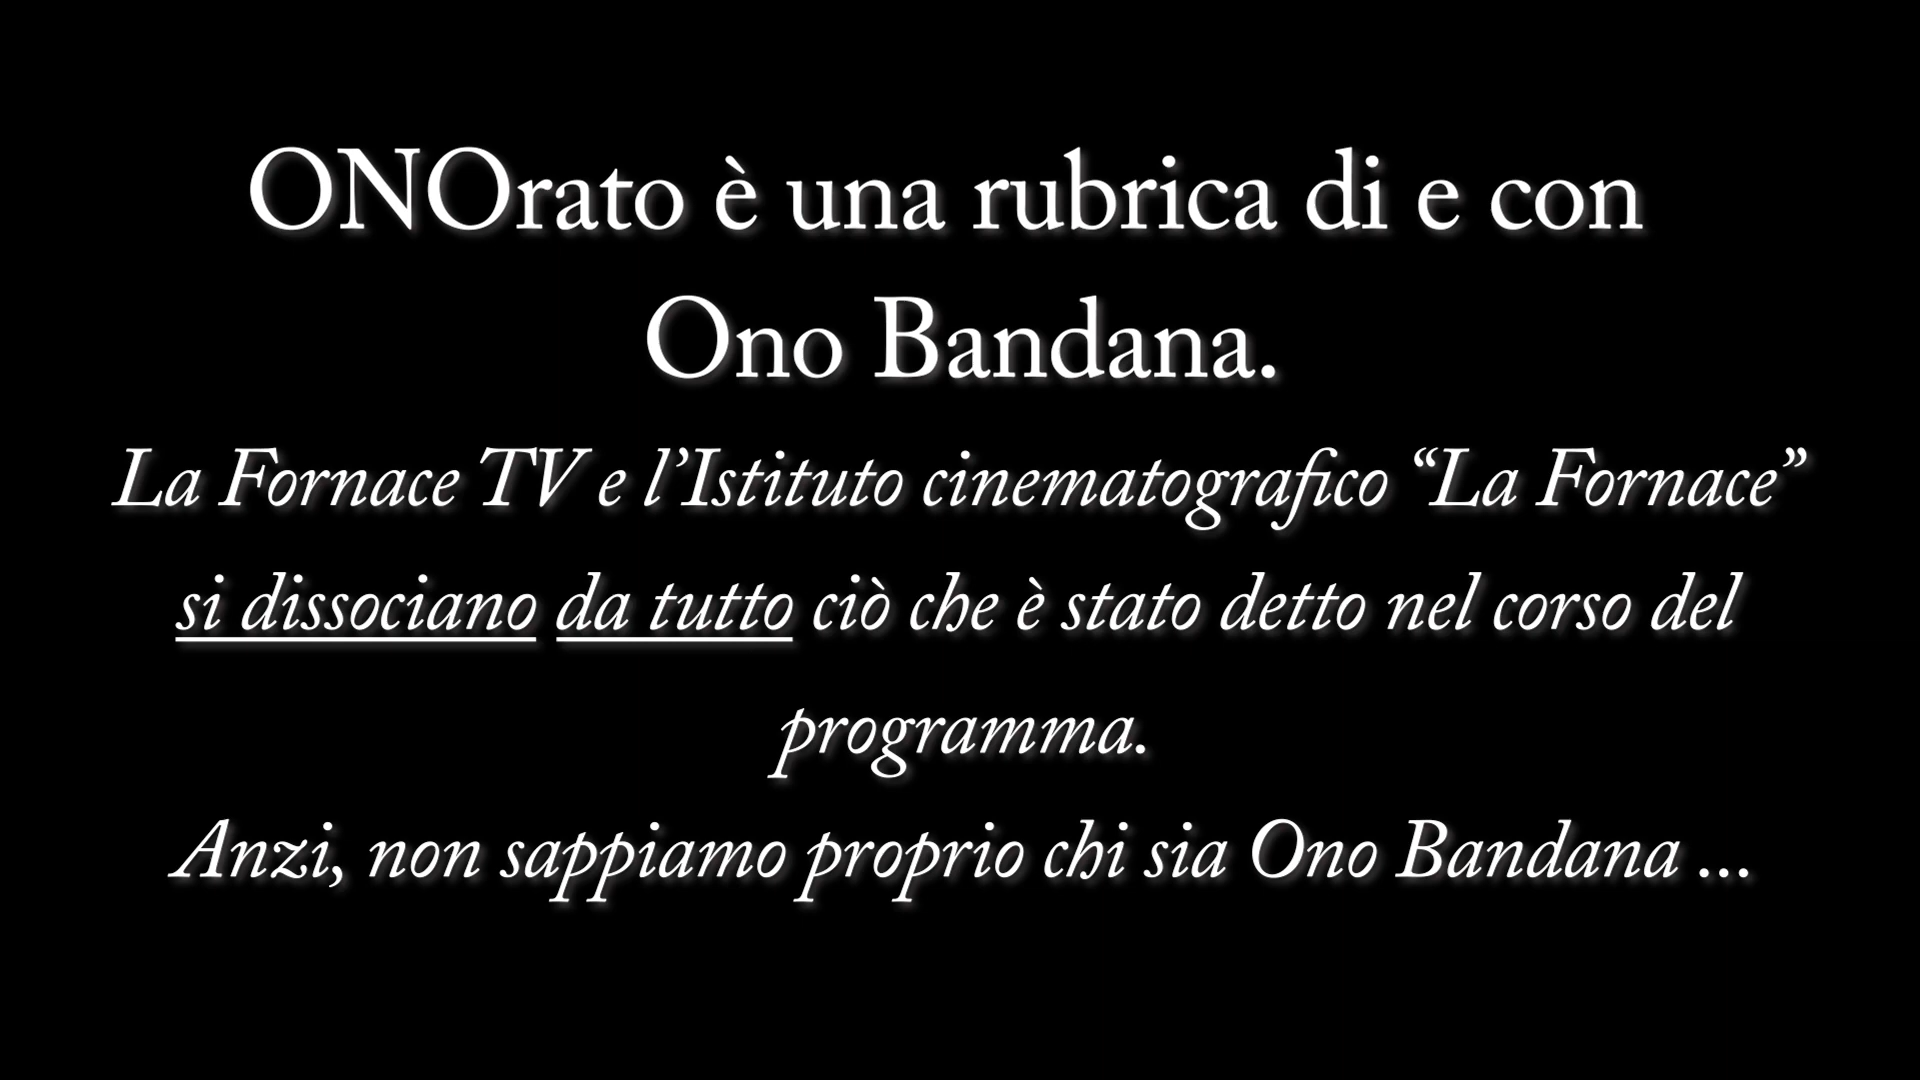 ONOrato è una rubrica di e con
Ono Bandana.
La Fornace TV e l’Istituto cinematografico “La Fornace”
si dissociano da tutto ciò che è stato detto nel corso del
programma.
Anzi, non sappiamo proprio chi sia Ono Bandana ...